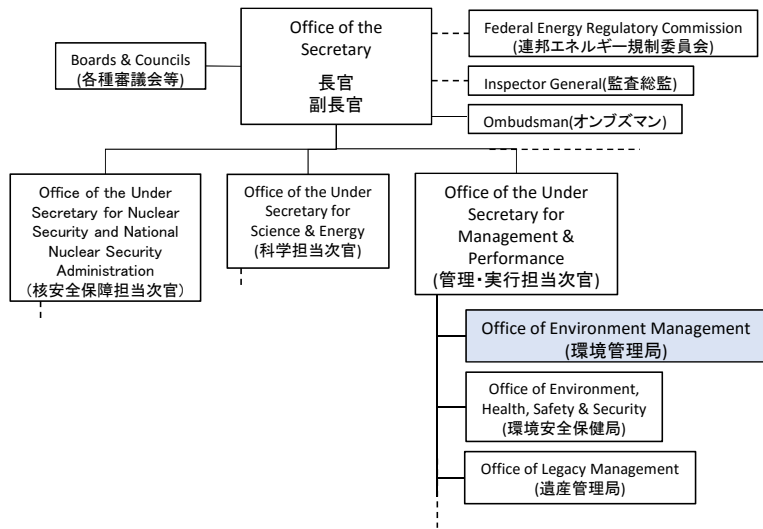 Office of the
Secretary
長官
副長官
Boards & Councils
(各種審議会等)
Federal Energy Regulatory Commission
(連邦エネルギー規制委員会)
Inspector General(監査総監)
Ombudsman(オンブズマン)
Office of the Under
Secretary for Nuclear
Security and National
Nuclear Security
Administration
(核安全保障担当次官)
Office of the Under
Secretary for
Science & Energy
(科学担当次官)
Office of the Under
Secretary for
Management &
Performance
(管理・実行担当次官)
Office of Environment Management
(環境管理局)
Office of Environment,
Health, Safety & Security
(環境安全保健局)
Office of Legacy Management
(遺産管理局)